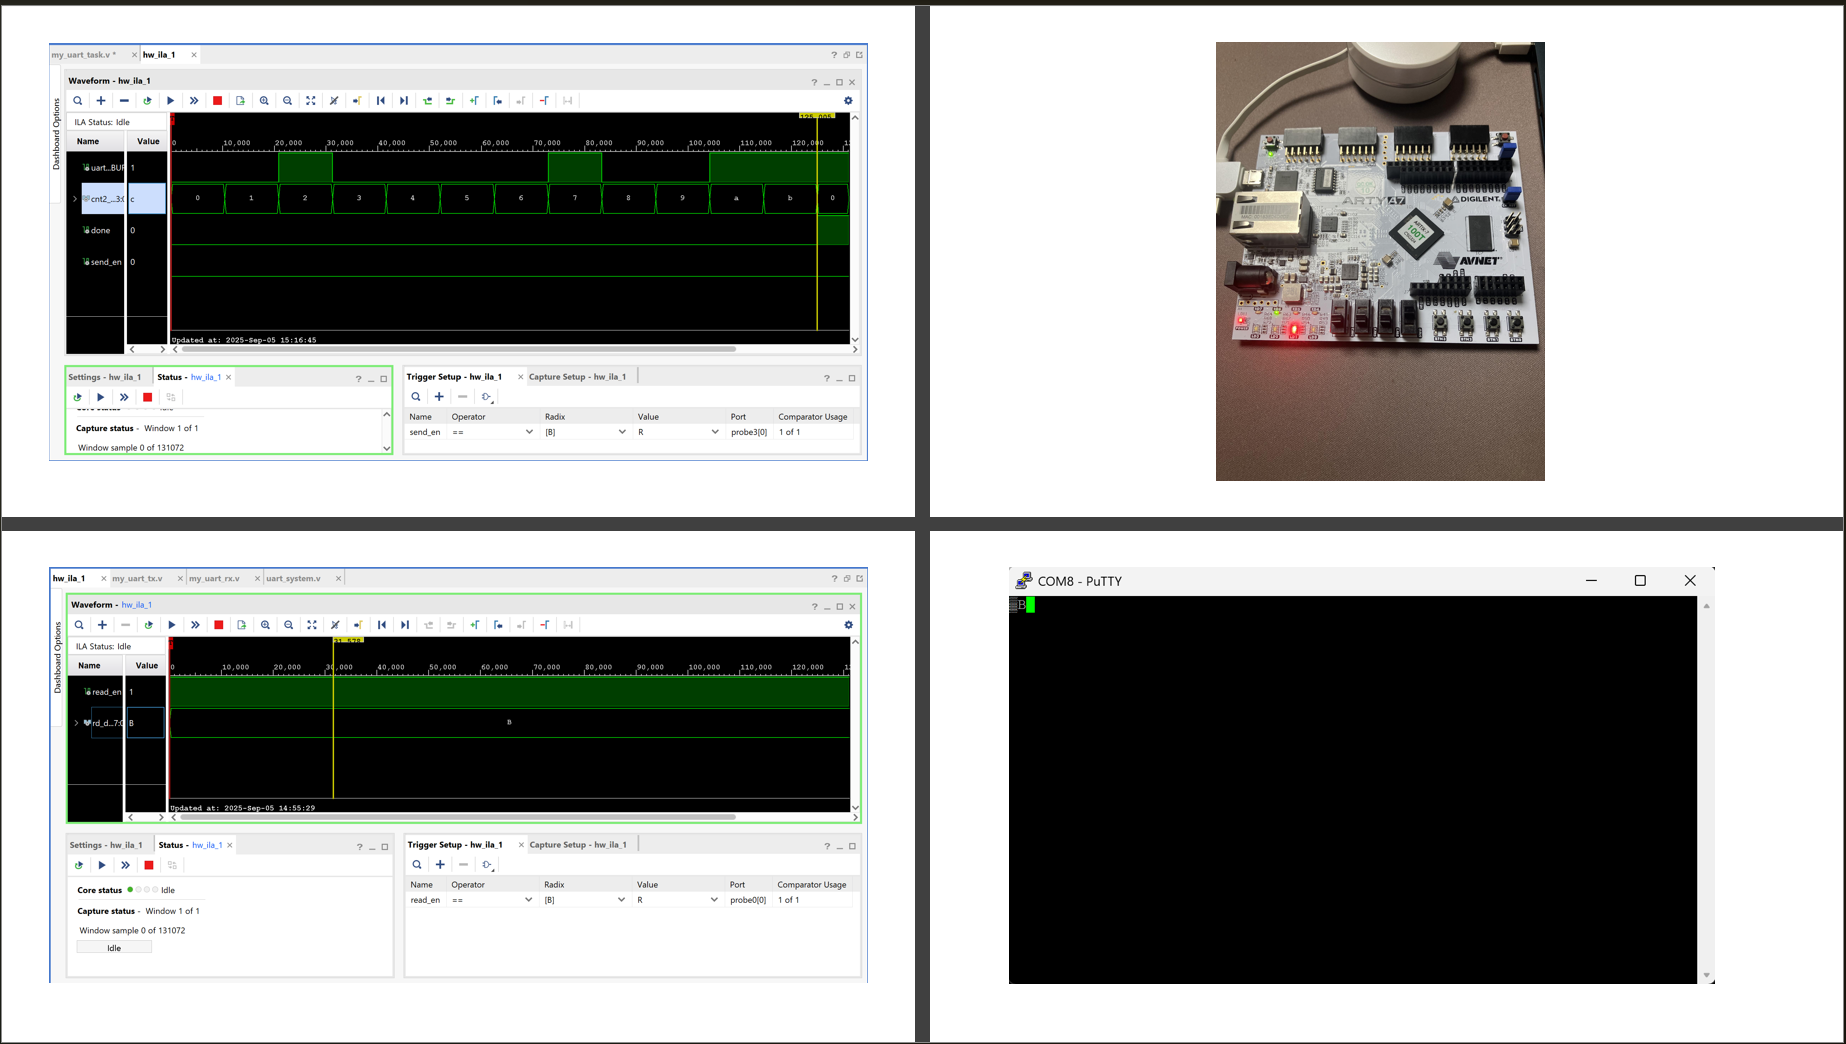 my_uart_task.v *
hw_ila_1
Dashboard Options
Waveform - hw_ila_1
ILA Status: Idle
Name Value
0 10,000 20,000 30,000 40,000 50,000 60,000 70,000 80,000 90,000 100,000 110,000 120,000
uart...BUF 1
cnt2_...3:0 c
0 1 2 3 4 5 6 7 8 9 a b 0
done 0
send_en 0
Updated at: 2025-Sep-05 15:16:45
Settings - hw_ila_1 Status - hw_ila_1
Capture status - Window 1 of 1
Window sample 0 of 131072
Trigger Setup - hw_ila_1 Capture Setup - hw_ila_1
Name Operator Radix Value Port Comparator Usage
send_en == [B] R probe3[0] 1 of 1
ARTY A7
DIGILENT
ARTIX-7
100T
AVNET
hw_ila_1 my_uart_tx.v my_uart_rx.v uart_system.v
Dashboard Options
Waveform - hw_ila_1
ILA Status: Idle
Name Value
31,578
0 10,000 20,000 30,000 40,000 50,000 60,000 70,000 80,000 90,000 100,000 110,000 120,000
read_en 1
rd_d...7:0 B
B
Updated at: 2025-Sep-05 14:55:29
Settings - hw_ila_1 Status - hw_ila_1
Core status Idle
Capture status - Window 1 of 1
Window sample 0 of 131072
Idle
Trigger Setup - hw_ila_1 Capture Setup - hw_ila_1
Name Operator Radix Value Port Comparator Usage
read_en == [B] R probe0[0] 1 of 1
COM8 - PuTTY
B